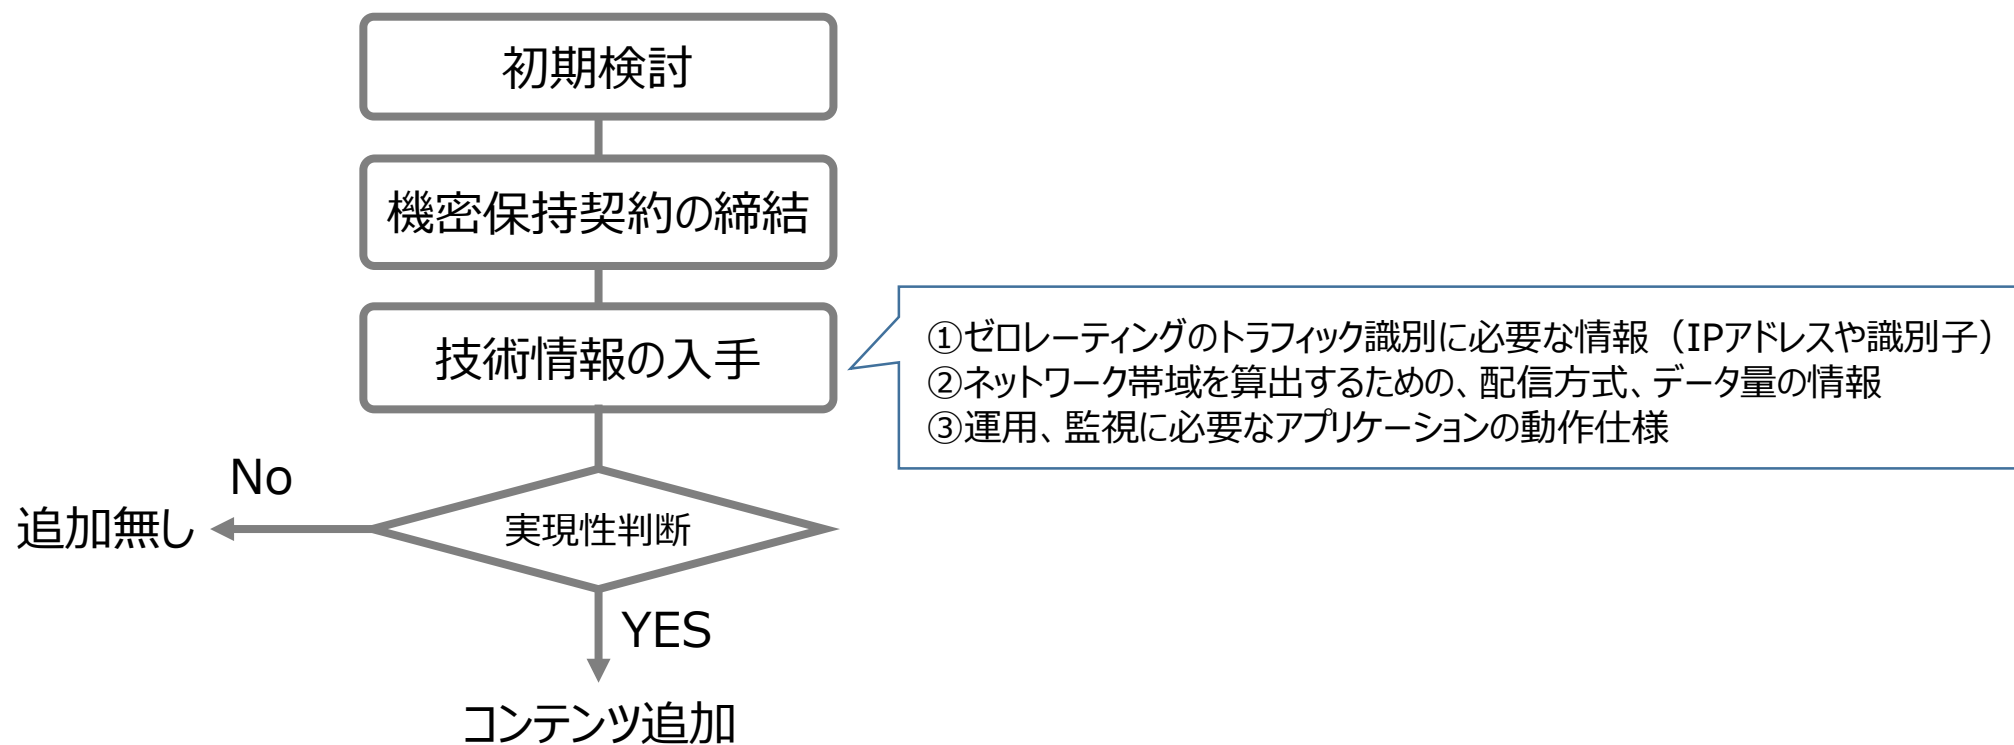 初期検討
機密保持契約の締結
技術情報の入手
①ゼロレーティングのトラフィック識別に必要な情報（IPアドレスや識別子）
②ネットワーク帯域を算出するための、配信方式、データ量の情報
③運用、監視に必要なアプリケーションの動作仕様
No
追加無し
実現性判断
YES
コンテンツ追加